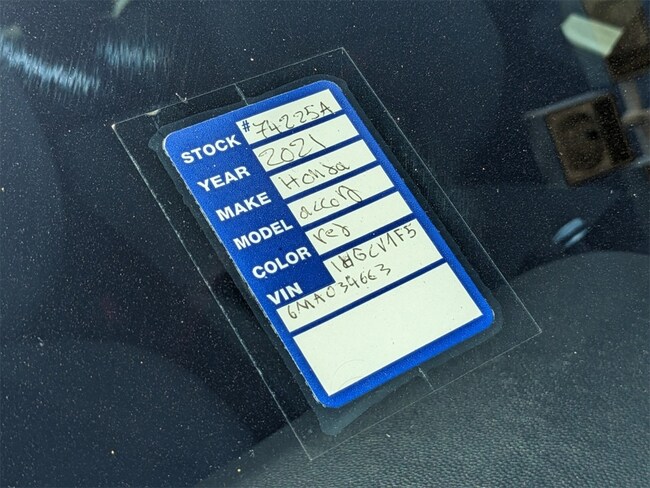 STOCK # 74225A
YEAR 2021
MAKE Honda
MODEL accord
COLOR red
VIN 1HGCV1F5
6MA034663